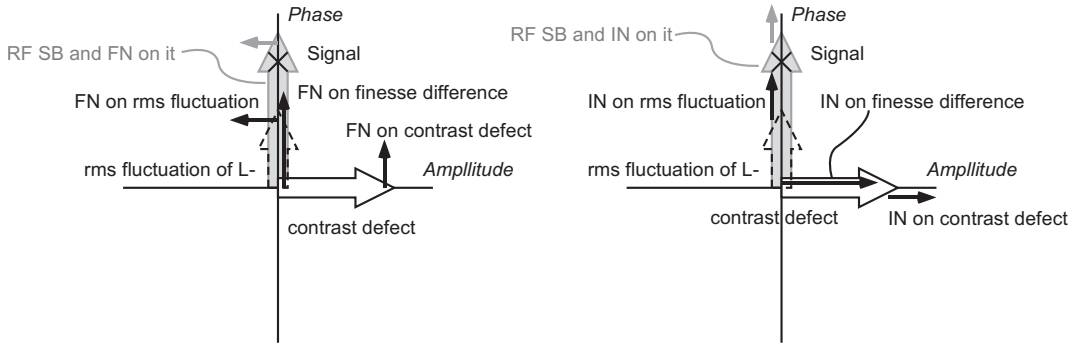 Phase
RF SB and FN on it
Signal
FN on rms fluctuation
FN on finesse difference
FN on contrast defect
rms fluctuation of L-
Ampllitude
contrast defect
Phase
RF SB and IN on it
Signal
IN on rms fluctuation
IN on finesse difference
rms fluctuation of L-
Ampllitude
contrast defect
IN on contrast defect